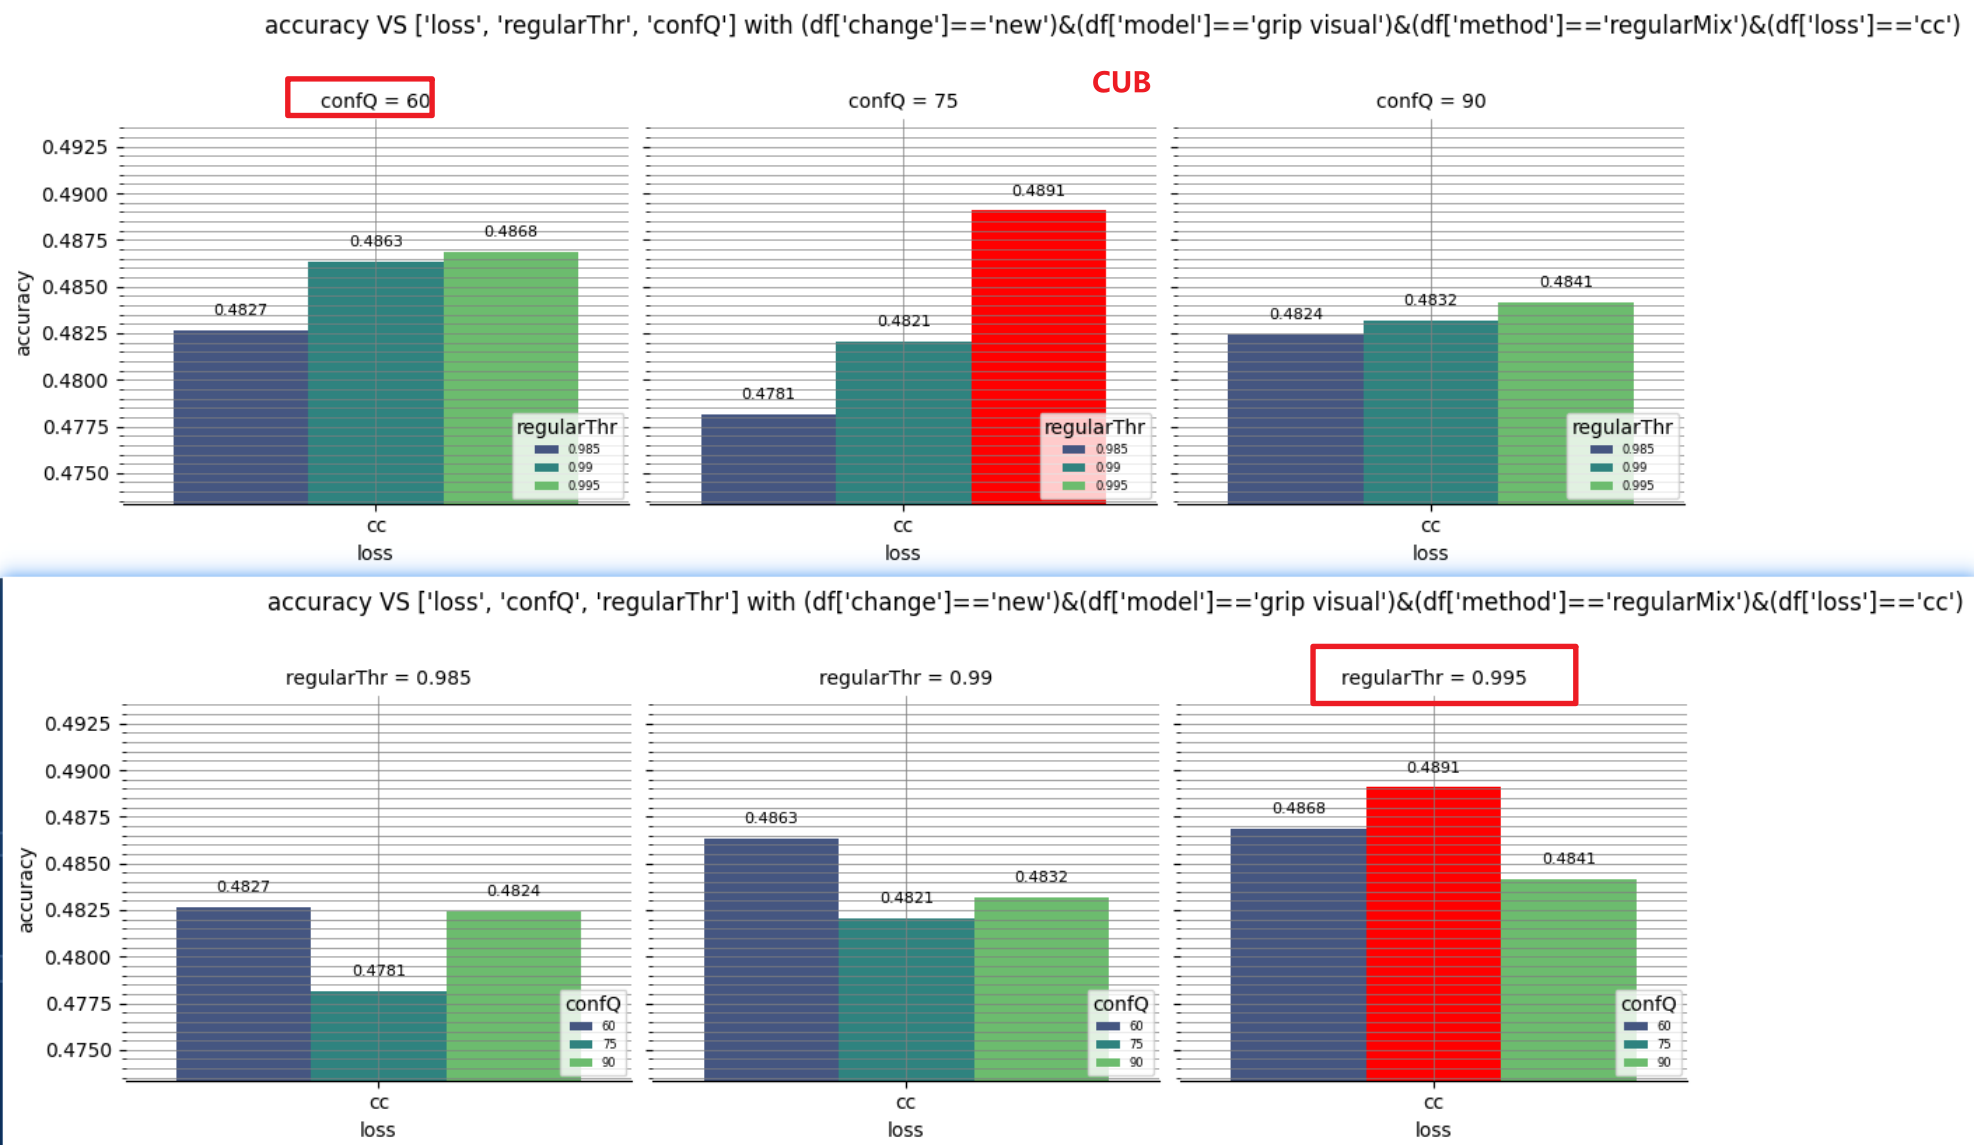 accuracy VS ['loss', 'regularThr', 'confQ'] with (df['change']=='new')&(df['model']=='grip visual')&(df['method']=='regularMix')&(df['loss']=='cc')
CUB
confQ = 60 confQ = 75 confQ = 90
accuracy
0.4925
0.4900
0.4875
0.4850
0.4825
0.4800
0.4775
0.4750
0.4827 0.4863 0.4868
regularThr
0.985
0.99
0.995
cc
loss
0.4781 0.4821 0.4891
regularThr
0.985
0.99
0.995
cc
loss
0.4824 0.4832 0.4841
regularThr
0.985
0.99
0.995
cc
loss
accuracy VS ['loss', 'confQ', 'regularThr'] with (df['change']=='new')&(df['model']=='grip visual')&(df['method']=='regularMix')&(df['loss']=='cc')
regularThr = 0.985 regularThr = 0.99 regularThr = 0.995
accuracy
0.4925
0.4900
0.4875
0.4850
0.4825
0.4800
0.4775
0.4750
0.4827 0.4781 0.4824
confQ
60
75
90
cc
loss
0.4863 0.4821 0.4832
confQ
60
75
90
cc
loss
0.4868 0.4891 0.4841
confQ
60
75
90
cc
loss